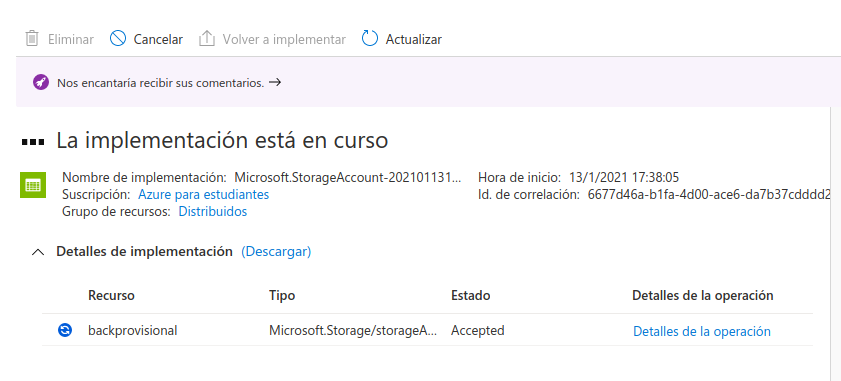 Eliminar Cancelar Volver a implementar Actualizar
Nos encantaría recibir sus comentarios. →
La implementación está en curso
Nombre de implementación: Microsoft.StorageAccount-202101131... Hora de inicio: 13/1/2021 17:38:05
Suscripción: Azure para estudiantes Id. de correlación: 6677d46a-b1fa-4d00-ace6-da7b37cdddd2
Grupo de recursos: Distribuidos
Detalles de implementación (Descargar)
Recurso Tipo Estado Detalles de la operación
backprovisional Microsoft.Storage/storageA... Accepted Detalles de la operación